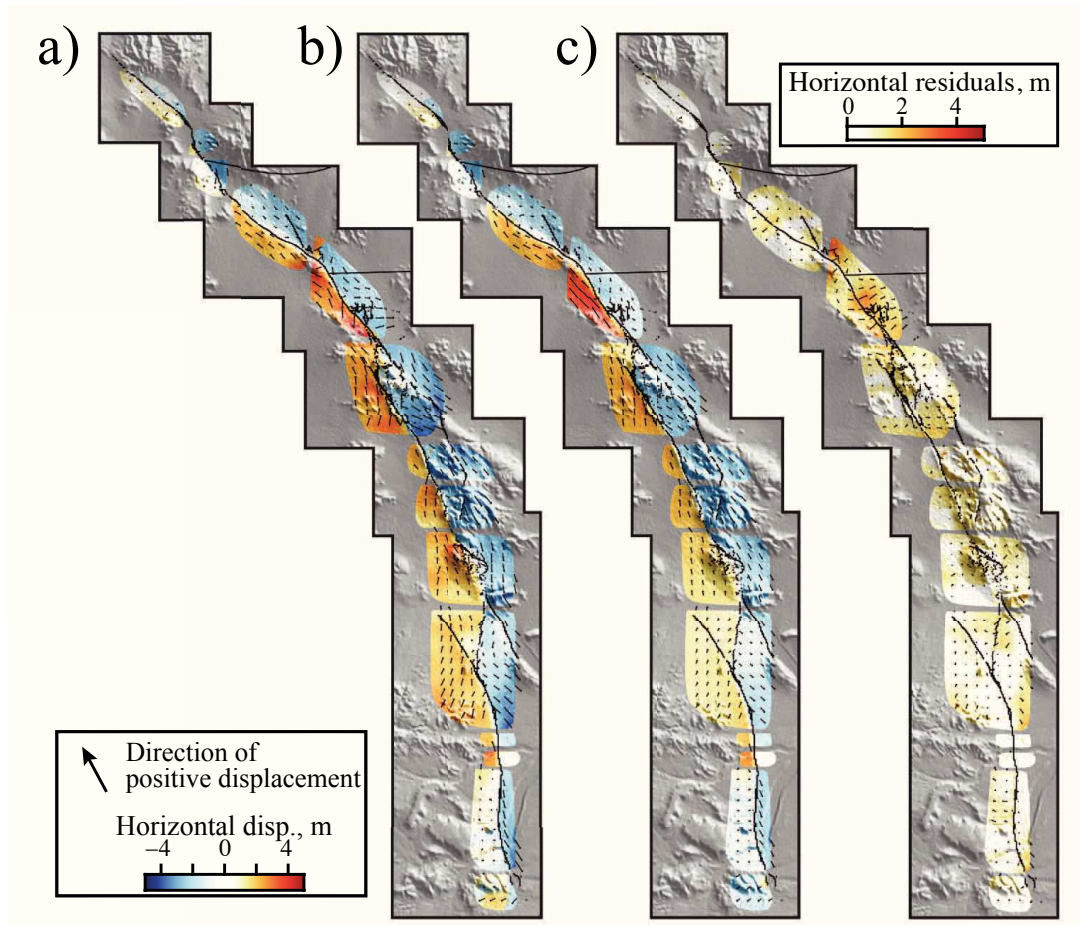 a) b) c)
Horizontal residuals, m
0 2 4
Direction of
positive displacement
Horizontal disp., m
–4 0 4